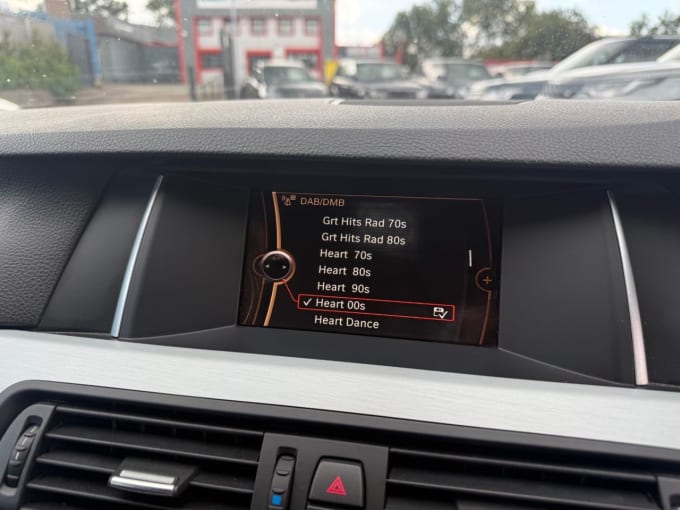 DAB/DMB
Grt Hits Rad 70s
Grt Hits Rad 80s
Heart 70s
Heart 80s
Heart 90s
Heart 00s
Heart Dance